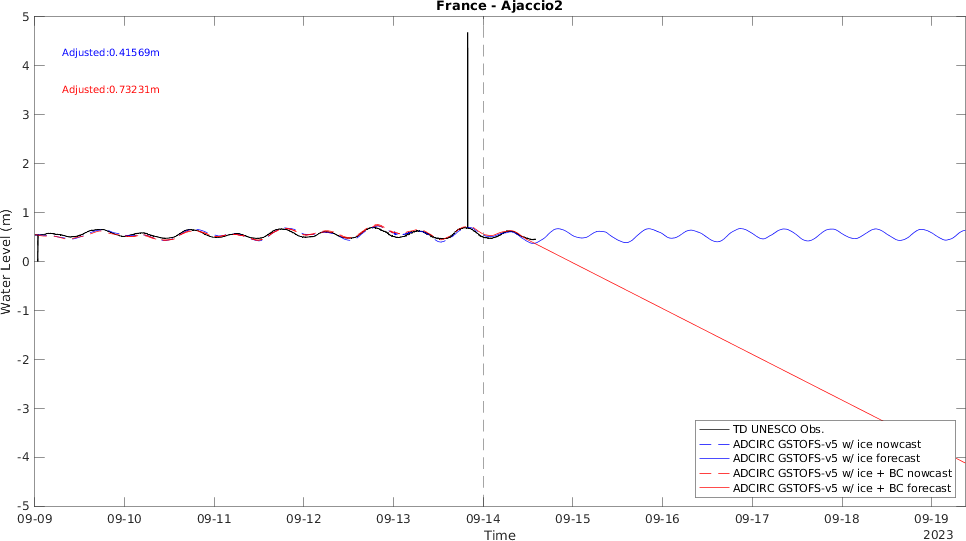 France - Ajaccio2
Adjusted:0.41569m
Adjusted:0.73231m
5
4
3
2
1
0
-1
-2
-3
-4
-5
Water Level (m)
09-09 09-10 09-11 09-12 09-13 09-14 09-15 09-16 09-17 09-18 09-19
Time
2023
TD UNESCO Obs.
ADCIRC GSTOFS-v5 w/ ice nowcast
ADCIRC GSTOFS-v5 w/ ice forecast
ADCIRC GSTOFS-v5 w/ ice + BC nowcast
ADCIRC GSTOFS-v5 w/ ice + BC forecast